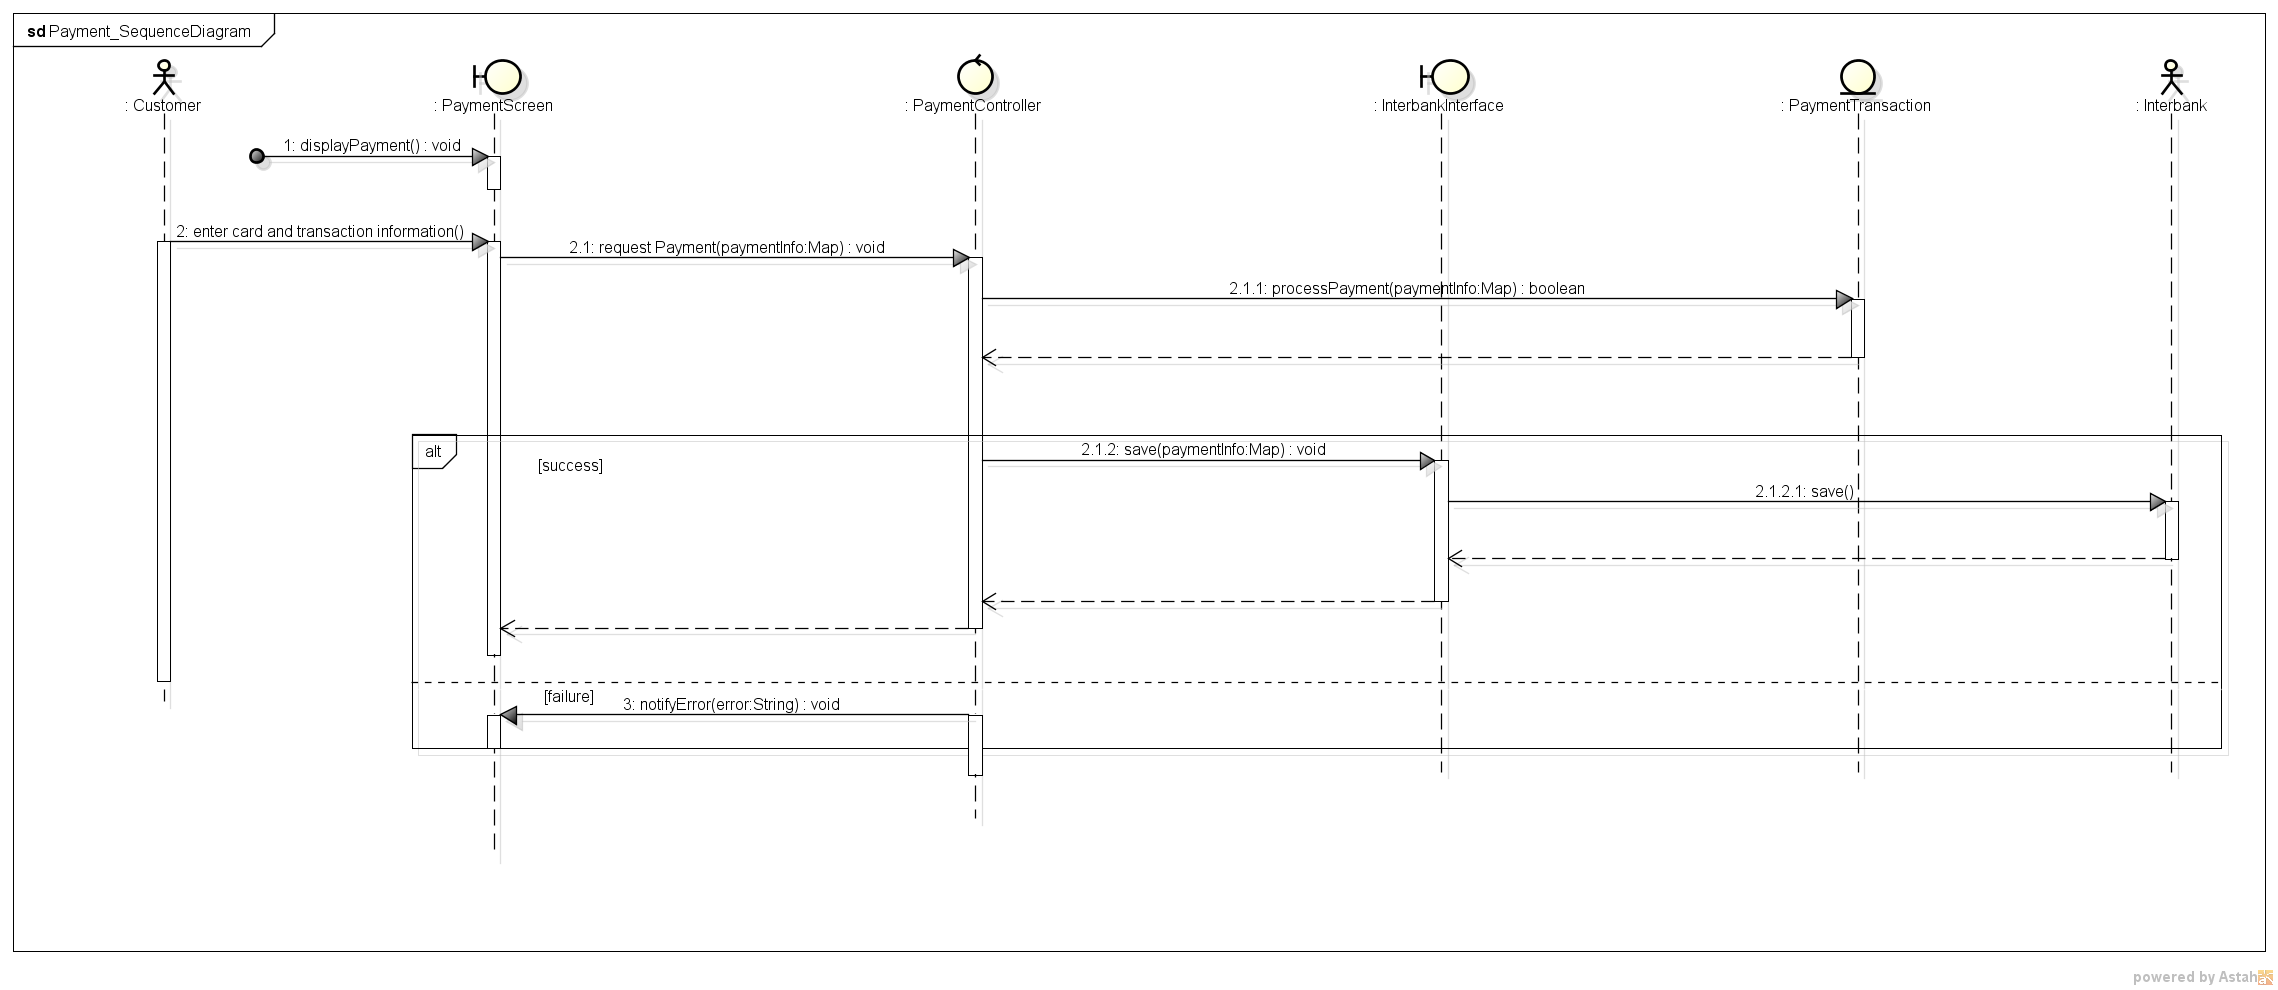 sd Payment_SequenceDiagram
: Customer
: PaymentScreen
: PaymentController
: InterbankInterface
: PaymentTransaction
: Interbank
1: displayPayment() : void
2: enter card and transaction information()
2.1: request Payment(paymentInfo:Map) : void
2.1.1: processPayment(paymentInfo:Map) : boolean
alt
[success]
2.1.2: save(paymentInfo:Map) : void
2.1.2.1: save()
[failure]
3: notifyError(error:String) : void
powered by Astah